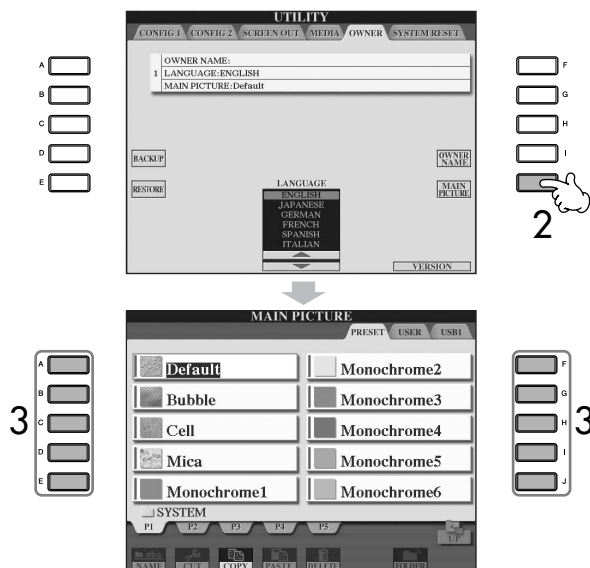 UTILITY
CONFIG 1 CONFIG 2 SCREEN OUT MEDIA OWNER SYSTEM RESET
OWNER NAME:
1 LANGUAGE:ENGLISH
MAIN PICTURE:Default
A
B
C
D
E
F
G
H
I
BACKUP
RESTORE
OWNER NAME
MAIN PICTURE
2
LANGUAGE
ENGLISH
JAPANESE
GERMAN
FRENCH
SPANISH
ITALIAN
VERSION
MAIN PICTURE
PRESET USER USB1
3
A
B
C
D
E
Default
Bubble
Cell
Mica
Monochrome1
Monochrome2
Monochrome3
Monochrome4
Monochrome5
Monochrome6
F
G
H
I
J
3
SYSTEM
P1 P2 P3 P4 P5
UP
abc
NAME CUT COPY PASTE DELETE FOLDER